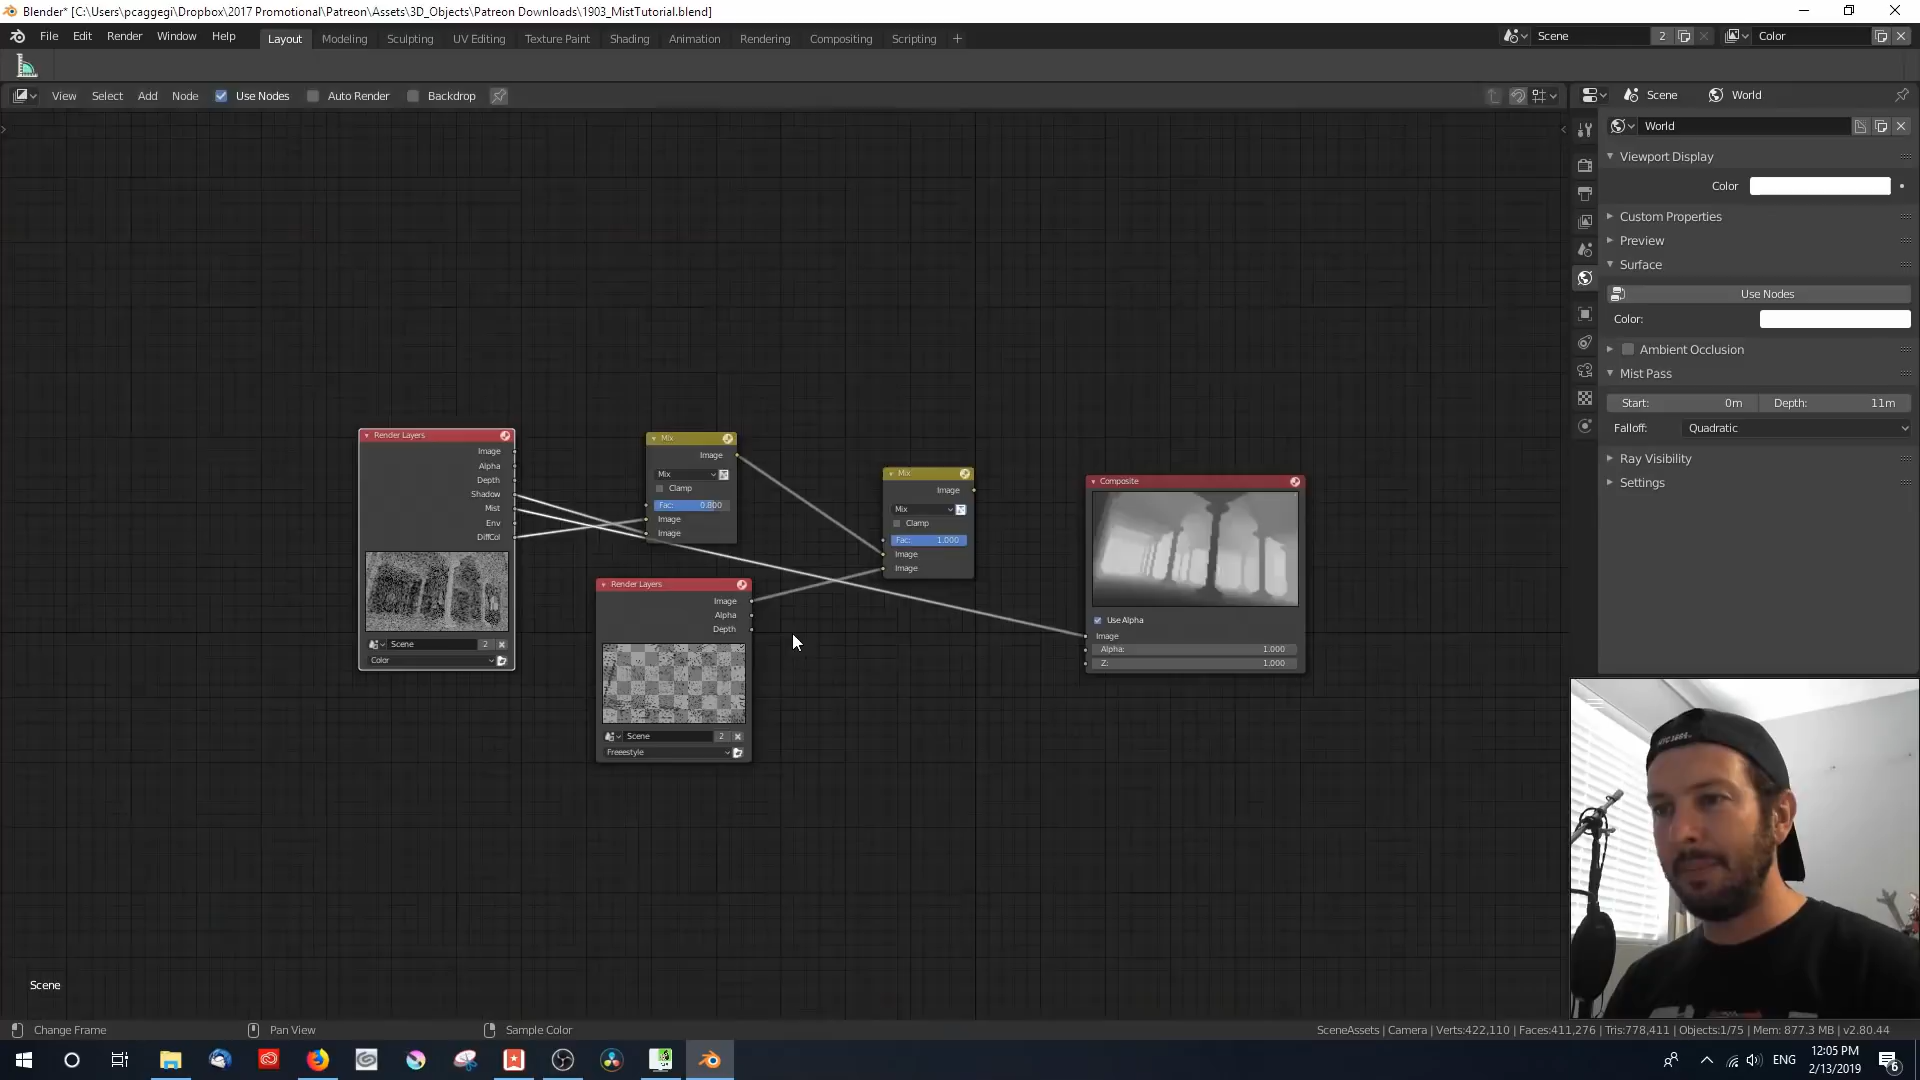 Blender* [C:\Users\pcaggegi\Dropbox\2017 Promotional\Patreon\Assets\3D_Objects\Patreon Downloads\1903_MistTutorial.blend]
File Edit Render Window Help Layout Modeling Sculpting UV Editing Texture Paint Shading Animation Rendering Compositing Scripting + Scene 2 Color
View Select Add Node Use Nodes Auto Render Backdrop Scene World
World
Viewport Display
Color
Custom Properties
Preview
Surface
Use Nodes
Color:
Ambient Occlusion
Mist Pass
Start: 0m Depth: 11m
Falloff: Quadratic
Ray Visibility
Settings
Render Layers
Image
Alpha
Depth
Shadow
Mist
Env
DiffCol
Scene 2
Color
Mix
Image
Mix
Clamp
Fac: 0.800
Image
Image
Render Layers
Image
Alpha
Depth
Scene 2
Freestyle
Mix
Image
Mix
Clamp
Fac: 1.000
Image
Image
Composite
Use Alpha
Image
Alpha: 1.000
Z: 1.000
Scene
Change Frame Pan View Sample Color SceneAssets | Camera | Verts:422,110 | Faces:411,276 | Tris:778,411 | Objects:1/75 | Mem: 877.3 MB | v2.80.44
ENG
12:05 PM
2/13/2019
6